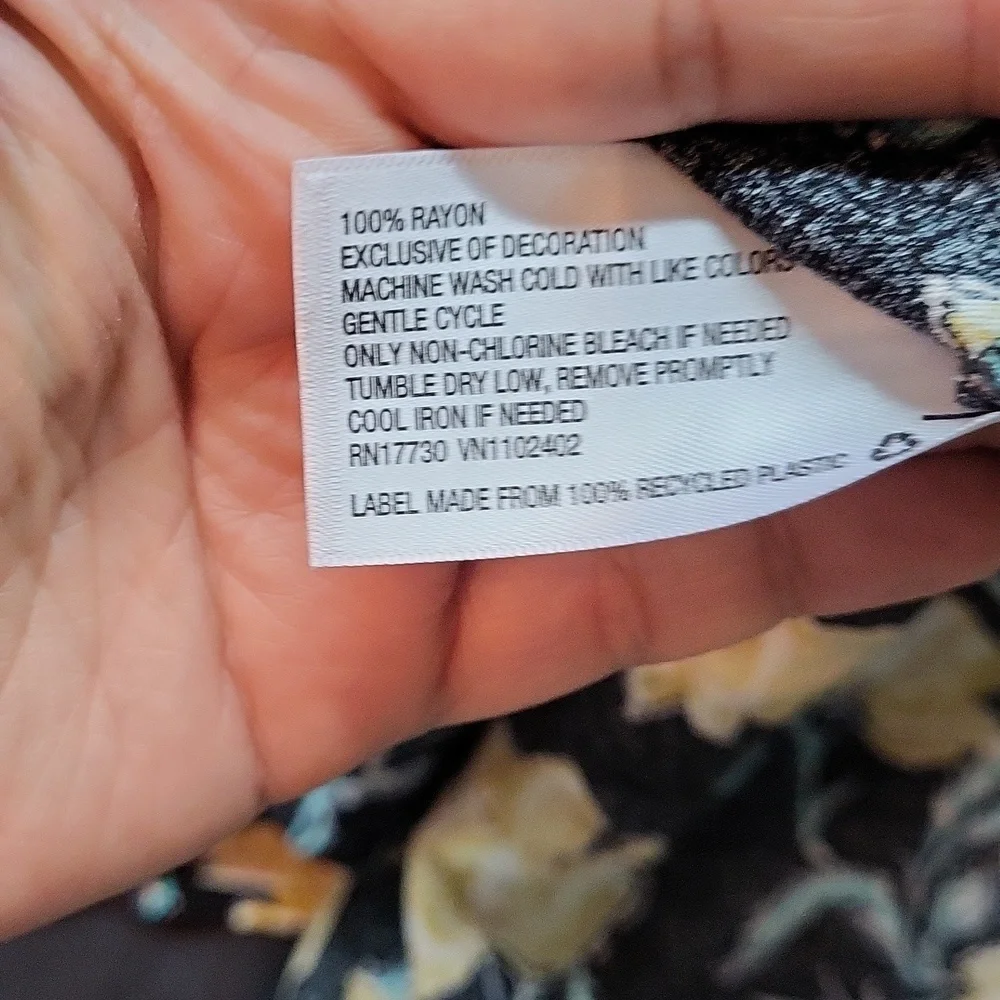 100% RAYON
EXCLUSIVE OF DECORATION
MACHINE WASH COLD WITH LIKE COLORS
GENTLE CYCLE
ONLY NON-CHLORINE BLEACH IF NEEDED
TUMBLE DRY LOW, REMOVE PROMPTLY
COOL IRON IF NEEDED
RN17730 VN1102402
LABEL MADE FROM 100% RECYCLED PLASTIC